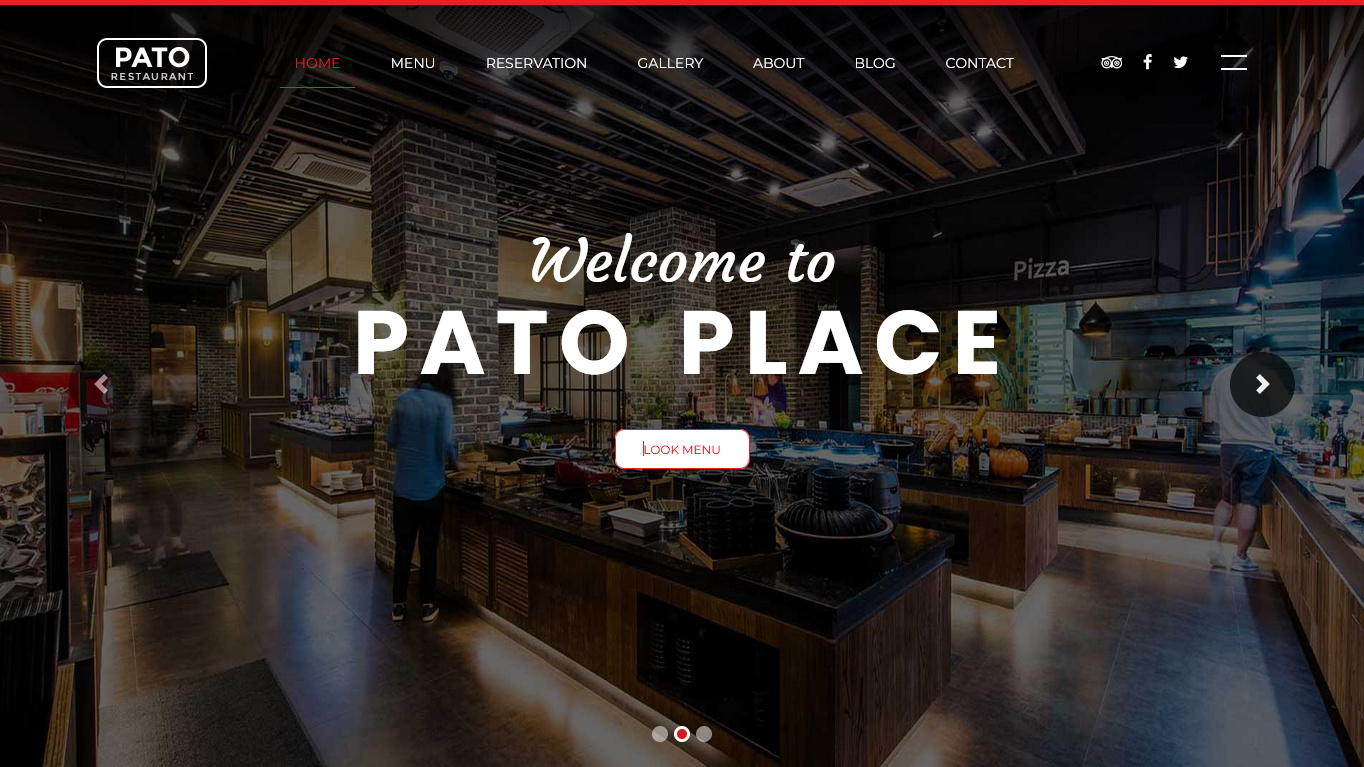 PATO
RESTAURANT
HOME
MENU
RESERVATION
GALLERY
ABOUT
BLOG
CONTACT
Welcome to
Pizza
PATO PLACE
LOOK MENU